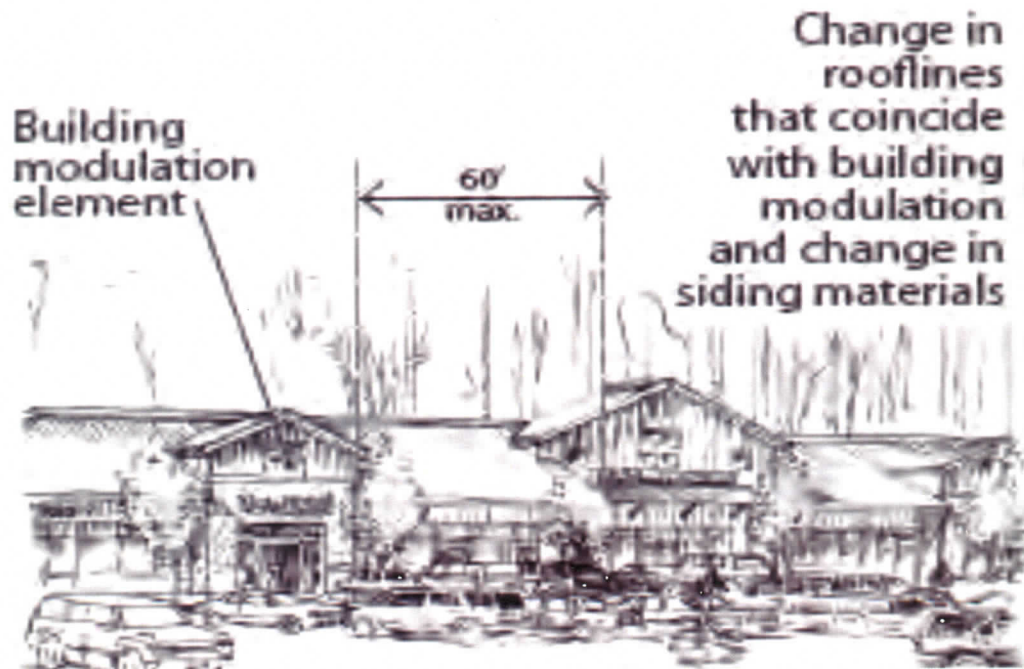 Building
modulation
element
60'
max.
Change in
rooflines
that coincide
with building
modulation
and change in
siding materials